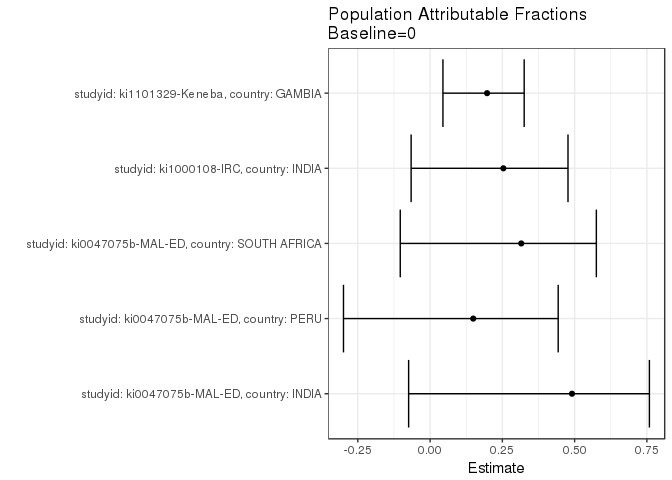 Population Attributable Fractions
Baseline=0
studyid: ki1101329-Keneba, country: GAMBIA
studyid: ki1000108-IRC, country: INDIA
studyid: ki0047075b-MAL-ED, country: SOUTH AFRICA
studyid: ki0047075b-MAL-ED, country: PERU
studyid: ki0047075b-MAL-ED, country: INDIA
-0.25 0.00 0.25 0.50 0.75
Estimate